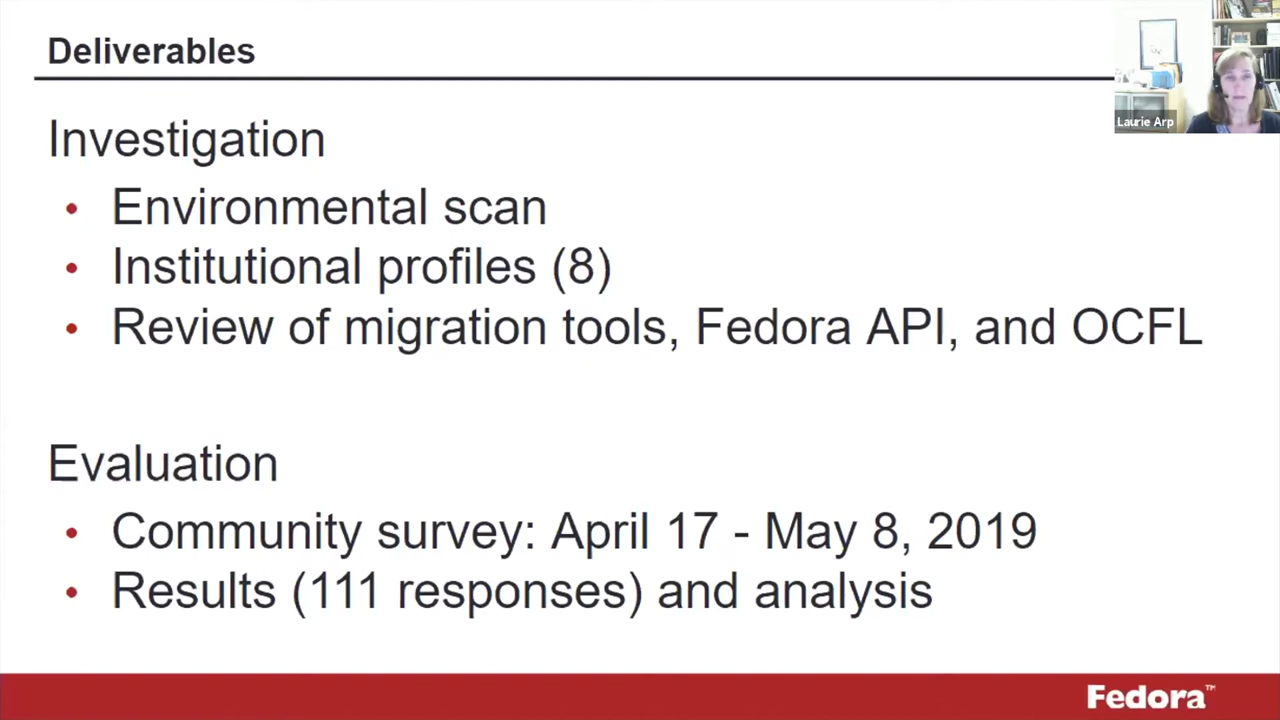 Deliverables
Laurie Arp
Investigation
• Environmental scan
• Institutional profiles (8)
• Review of migration tools, Fedora API, and OCFL
Evaluation
• Community survey: April 17 - May 8, 2019
• Results (111 responses) and analysis
Fedora™